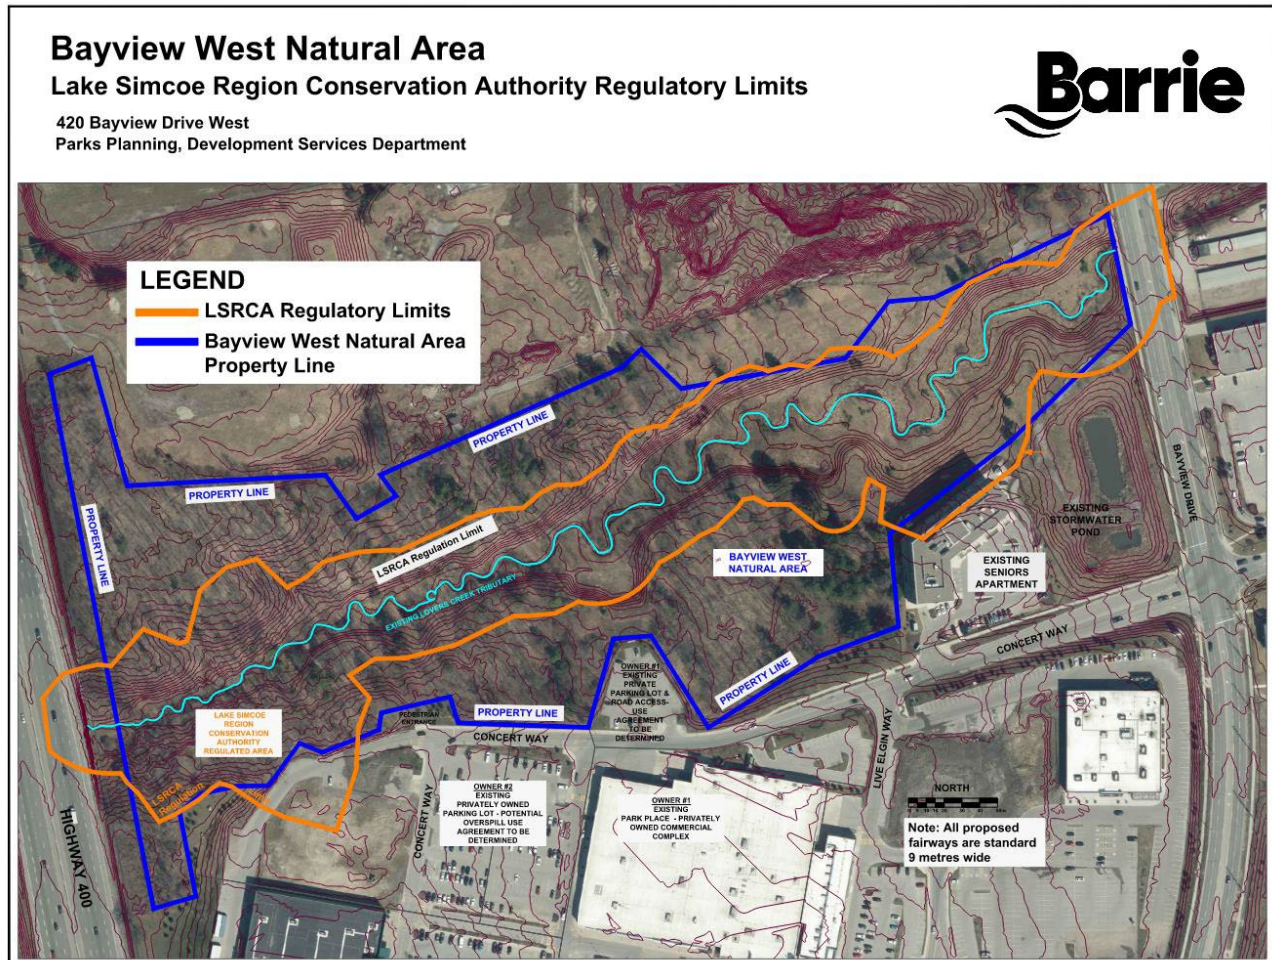 Bayview West Natural Area
Lake Simcoe Region Conservation Authority Regulatory Limits
420 Bayview Drive West
Parks Planning, Development Services Department
Barrie
LEGEND
LSRCA Regulatory Limits
Bayview West Natural Area
Property Line
PROPERTY LINE
PROPERTY LINE
PROPERTY LINE
LSRCA Regulation Limit
EXISTING LOVERS CREEK TRIBUTARY
BAYVIEW WEST
NATURAL AREA
EXISTING
STORMWATER
POND
BAYVIEW DRIVE
EXISTING
SENIORS
APARTMENT
CONCERT WAY
PROPERTY LINE
OWNER #1
EXISTING
PRIVATE
PARKING LOT &
ROAD ACCESS-
USE
AGREEMENT
TO BE
DETERMINED
PEDESTRIAN
ENTRANCE
PROPERTY LINE
CONCERT WAY
LAKE SIMCOE
REGION
CONSERVATION
AUTHORITY
REGULATED AREA
LSRCA
Regulation
HIGHWAY 400
CONCERT WAY
OWNER #2
EXISTING
PRIVATELY OWNED
PARKING LOT - POTENTIAL
OVERSPILL USE
AGREEMENT TO BE
DETERMINED
OWNER #1
EXISTING
PARK PLACE - PRIVATELY
OWNED COMMERCIAL
COMPLEX
LIVE ELGIN WAY
NORTH
Note: All proposed
fairways are standard
9 metres wide